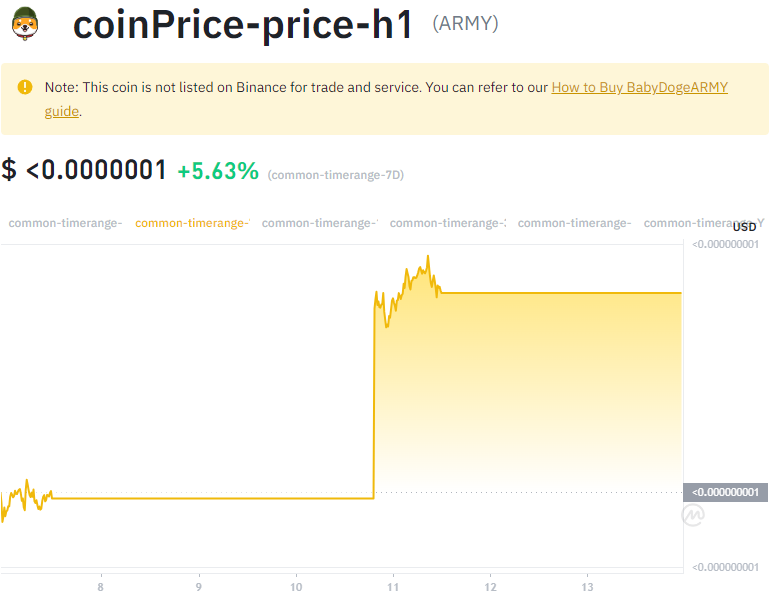 coinPrice-price-h1 (ARMY)
Note: This coin is not listed on Binance for trade and service. You can refer to our How to Buy BabyDogeARMY
guide.
$ <0.0000001 +5.63% (common-timerange-7D)
common-timerange- common-timerange- common-timerange- common-timerange- common-timerange- common-timerange-Y
USD
<0.000000001
<0.000000001
<0.000000001
8 9 10 11 12 13